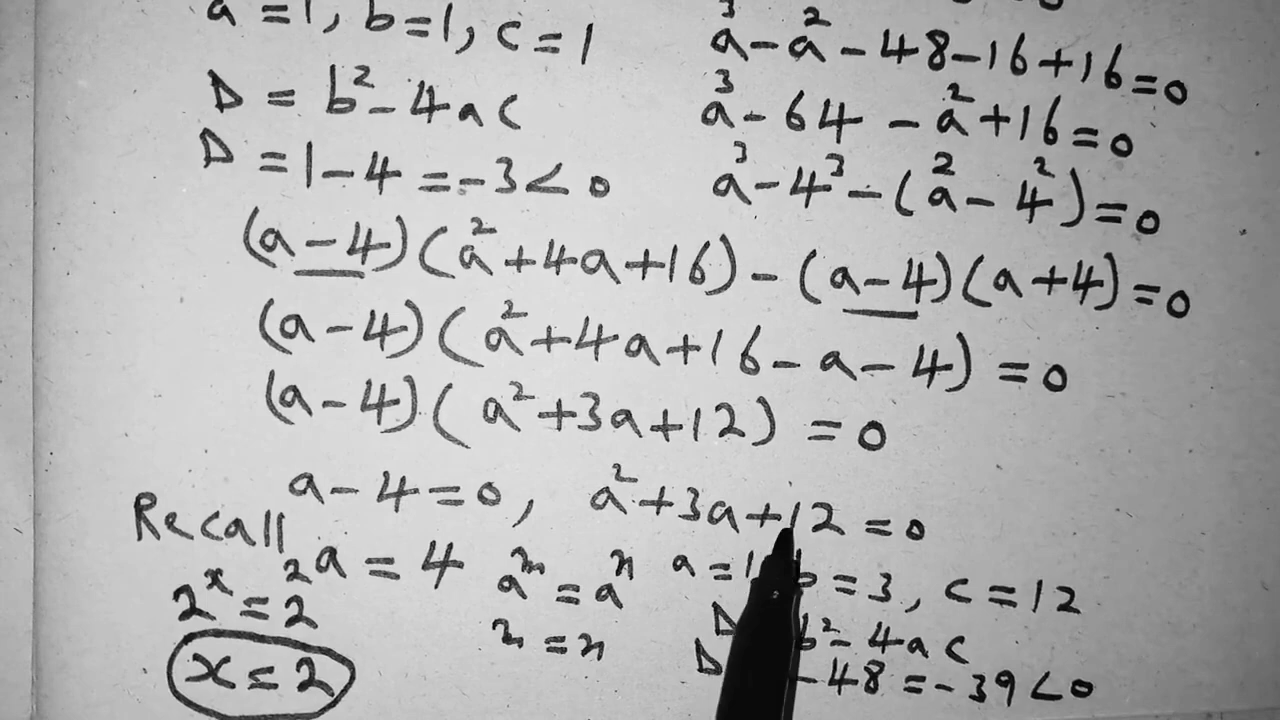 a = 1, b = 1, c = 1
D = b² - 4ac
D = 1 - 4 = -3 < 0
a³ - a² - 48 - 16 + 16 = 0
a³ - 64 - a² + 16 = 0
a³ - 4³ - (a² - 4²) = 0
(a - 4)(a² + 4a + 16) - (a - 4)(a + 4) = 0
(a - 4)(a² + 4a + 16 - a - 4) = 0
(a - 4)(a² + 3a + 12) = 0
a - 4 = 0, a² + 3a + 12 = 0
Recall
a = 4
2ˣ = 2²
x = 2
aᵐ = aⁿ
m = n
a = 1 b = 3, c = 12
D b² - 4ac
D - 48 = -39 < 0